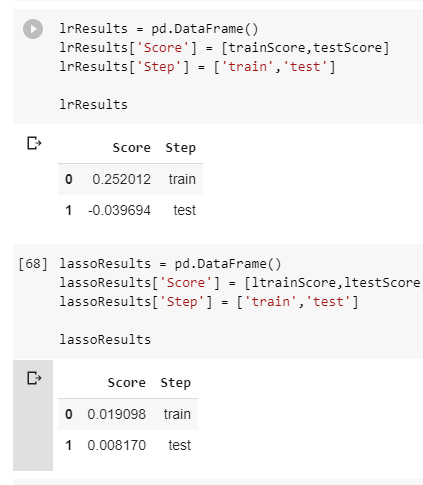 lrResults = pd.DataFrame()
lrResults['Score'] = [trainScore,testScore]
lrResults['Step'] = ['train','test']
lrResults
Score Step
0 0.252012 train
1 -0.039694 test
[68] lassoResults = pd.DataFrame()
lassoResults['Score'] = [ltrainScore,ltestScore
lassoResults['Step'] = ['train','test']
lassoResults
Score Step
0 0.019098 train
1 0.008170 test